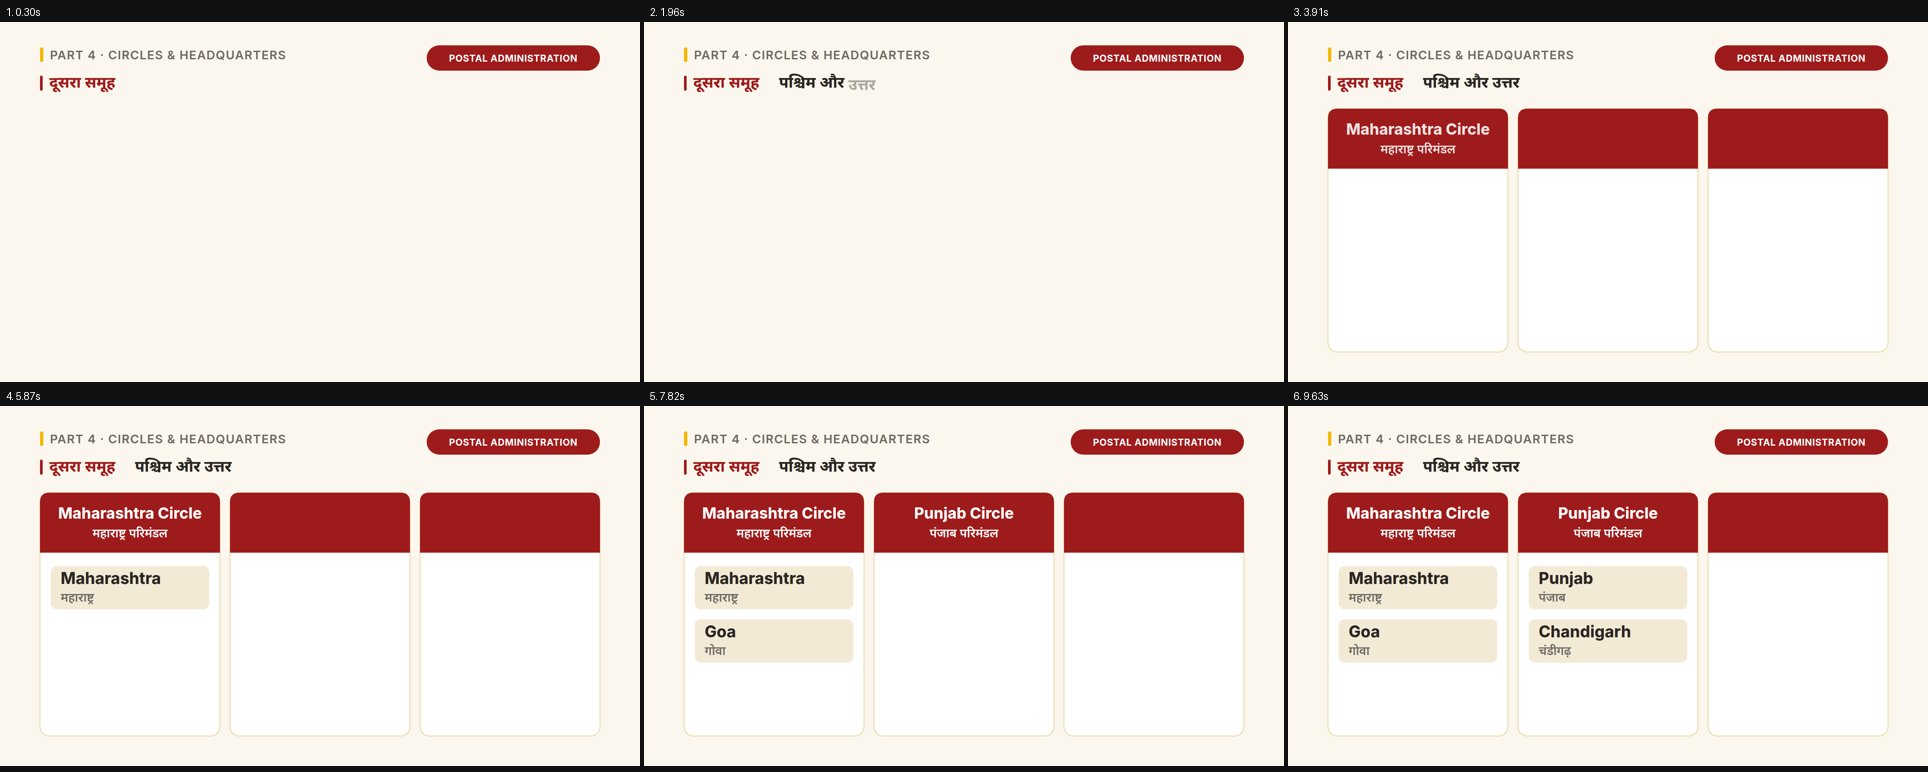 1. 0.30s
PART 4 · CIRCLES & HEADQUARTERS
POSTAL ADMINISTRATION
दूसरा समूह
2. 1.96s
PART 4 · CIRCLES & HEADQUARTERS
POSTAL ADMINISTRATION
दूसरा समूह पश्चिम और उत्तर
3. 3.91s
PART 4 · CIRCLES & HEADQUARTERS
POSTAL ADMINISTRATION
दूसरा समूह पश्चिम और उत्तर
Maharashtra Circle
महाराष्ट्र परिमंडल
4. 5.87s
PART 4 · CIRCLES & HEADQUARTERS
POSTAL ADMINISTRATION
दूसरा समूह पश्चिम और उत्तर
Maharashtra Circle
महाराष्ट्र परिमंडल
Maharashtra
महाराष्ट्र
5. 7.82s
PART 4 · CIRCLES & HEADQUARTERS
POSTAL ADMINISTRATION
दूसरा समूह पश्चिम और उत्तर
Maharashtra Circle
महाराष्ट्र परिमंडल
Maharashtra
महाराष्ट्र
Goa
गोवा
Punjab Circle
पंजाब परिमंडल
6. 9.63s
PART 4 · CIRCLES & HEADQUARTERS
POSTAL ADMINISTRATION
दूसरा समूह पश्चिम और उत्तर
Maharashtra Circle
महाराष्ट्र परिमंडल
Maharashtra
महाराष्ट्र
Goa
गोवा
Punjab Circle
पंजाब परिमंडल
Punjab
पंजाब
Chandigarh
चंडीगढ़